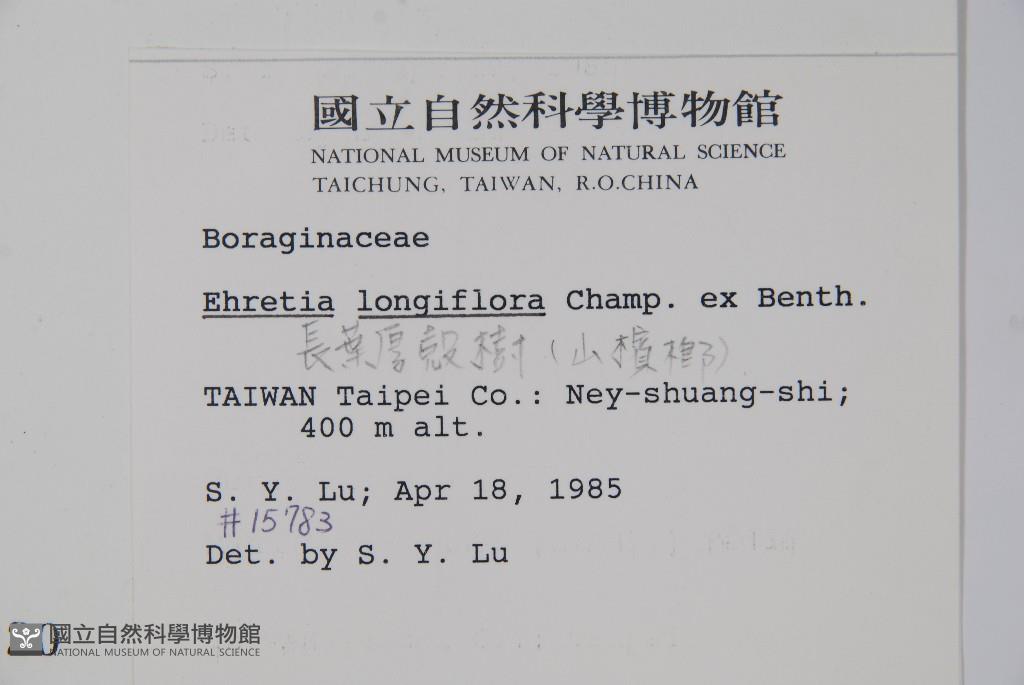 國立自然科學博物館
NATIONAL MUSEUM OF NATURAL SCIENCE
TAICHUNG, TAIWAN, R.O.CHINA
Boraginaceae
Ehretia longiflora Champ. ex Benth.
長葉厚殼樹(山檳榔)
TAIWAN Taipei Co.: Ney-shuang-shi;
400 m alt.
S. Y. Lu; Apr 18, 1985
#15783
Det. by S. Y. Lu
國立自然科學博物館
NATIONAL MUSEUM OF NATURAL SCIENCE